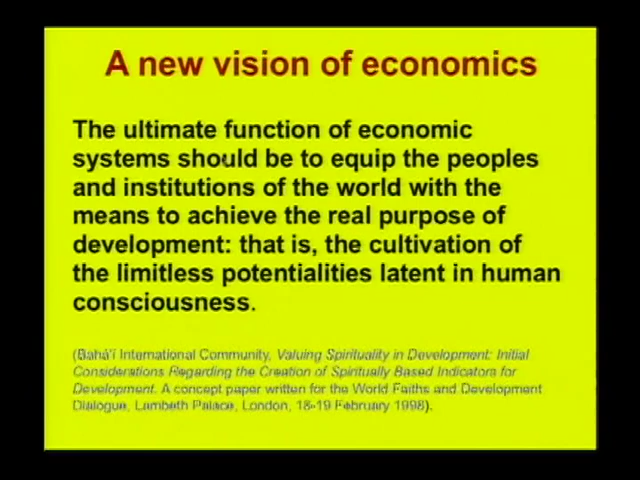 A new vision of economics
The ultimate function of economic
systems should be to equip the peoples
and institutions of the world with the
means to achieve the real purpose of
development: that is, the cultivation of
the limitless potentialities latent in human
consciousness.
(Bahá'í International Community, Valuing Spirituality in Development: Initial
Considerations Regarding the Creation of Spiritually Based Indicators for
Development. A concept paper written for the World Faiths and Development
Dialogue, Lambeth Palace, London, 18-19 February 1998).